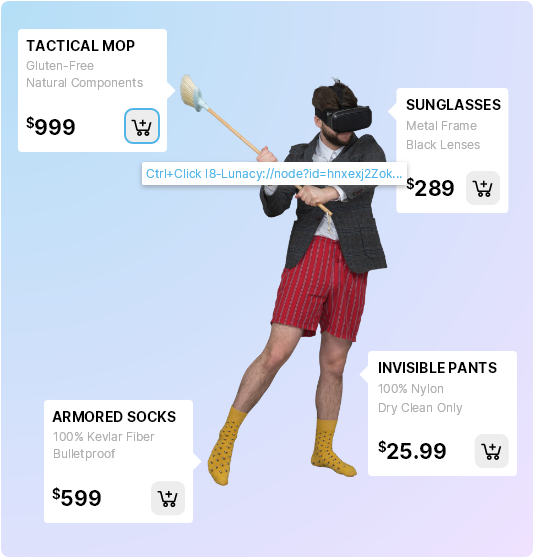 TACTICAL MOP
Gluten-Free
Natural Components
$999
SUNGLASSES
Metal Frame
Black Lenses
$289
Ctrl+Click I8-Lunacy://node?id=hnxexj2Zok...
INVISIBLE PANTS
100% Nylon
Dry Clean Only
$25.99
ARMORED SOCKS
100% Kevlar Fiber
Bulletproof
$599